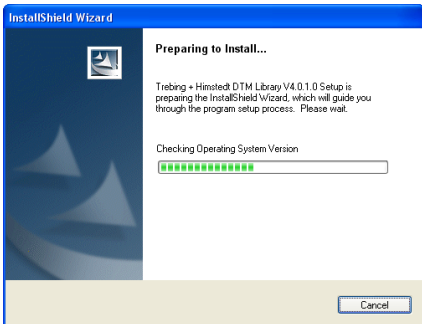 InstallShield Wizard
Preparing to Install...
Trebing + Himstedt DTM Library V4.0.1.0 Setup is
preparing the InstallShield Wizard, which will guide you
through the program setup process. Please wait.
Checking Operating System Version
Cancel